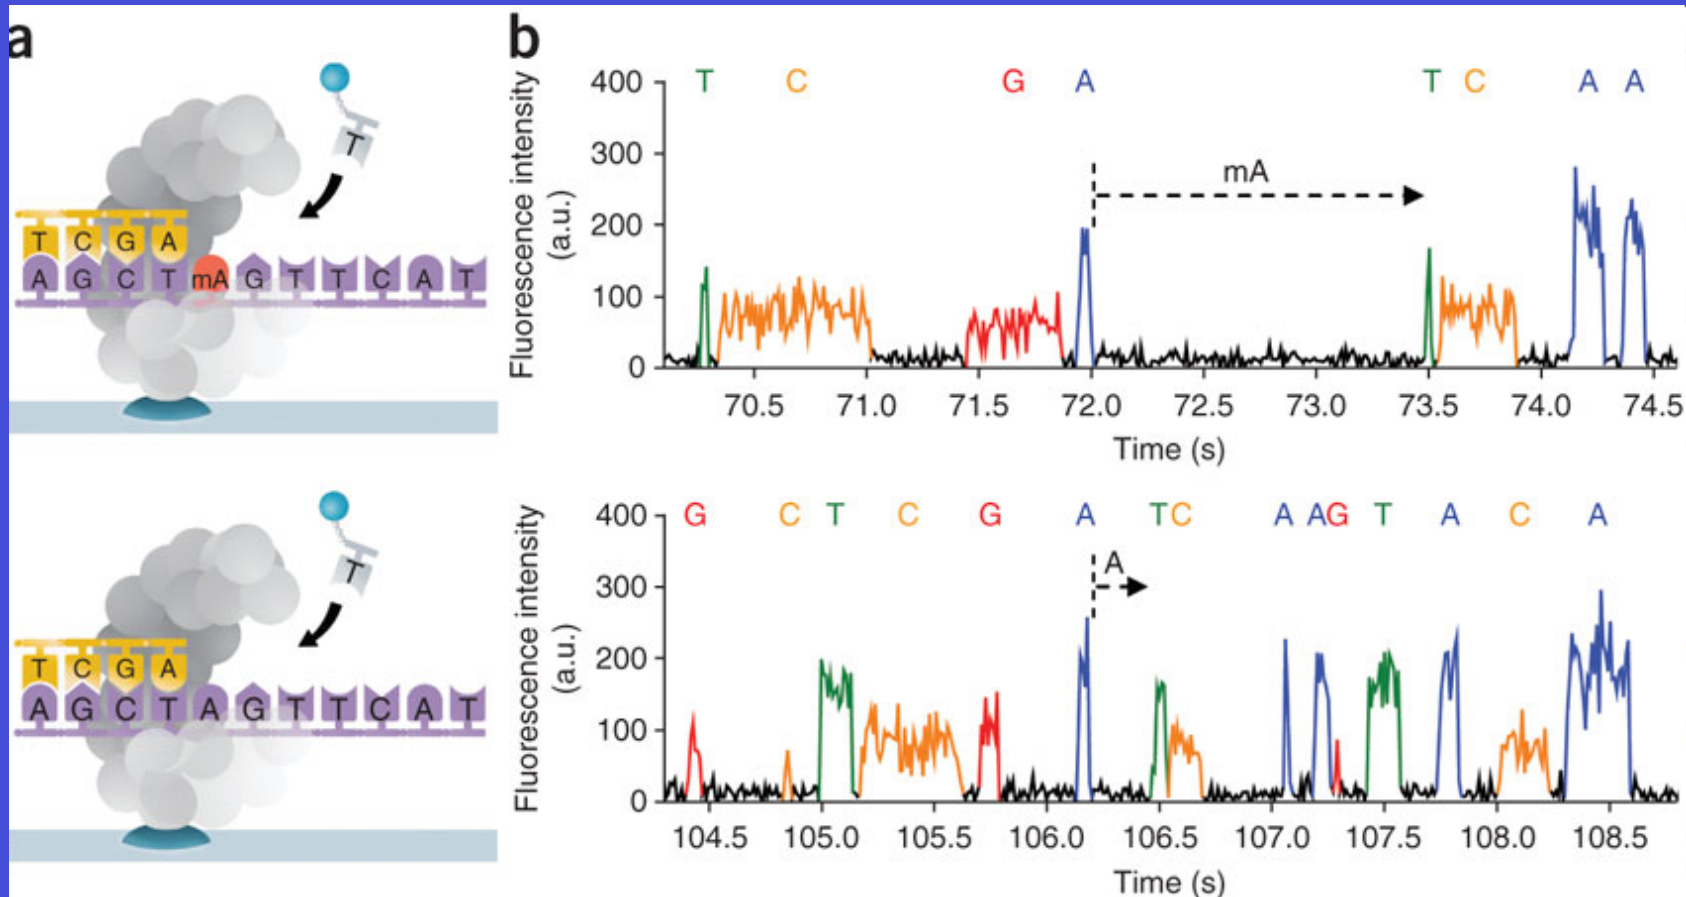 a
T
T C G A
A G C T mA G T T C A T
T
T C G A
A G C T A G T T C A T
b
T C G A T C A A
Fluorescence intensity
(a.u.)
400
300
200
100
0
mA
70.5 71.0 71.5 72.0 72.5 73.0 73.5 74.0 74.5
Time (s)
G C T C G A T C A A G T A C A
Fluorescence intensity
(a.u.)
400
300
200
100
0
A
104.5 105.0 105.5 106.0 106.5 107.0 107.5 108.0 108.5
Time (s)